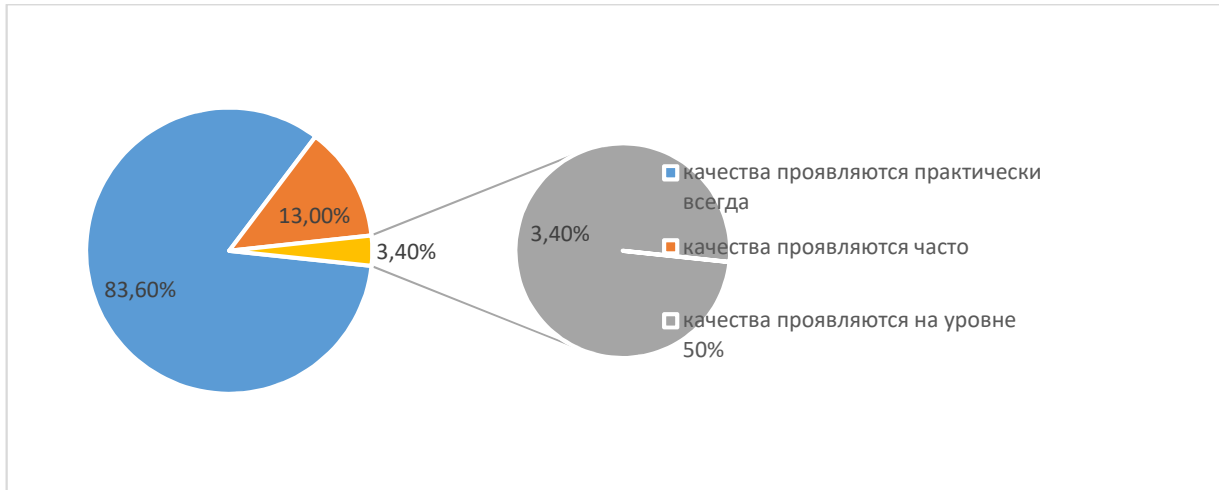 83,60%
13,00%
3,40%
3,40%
качества проявляются практически
всегда
качества проявляются часто
качества проявляются на уровне
50%